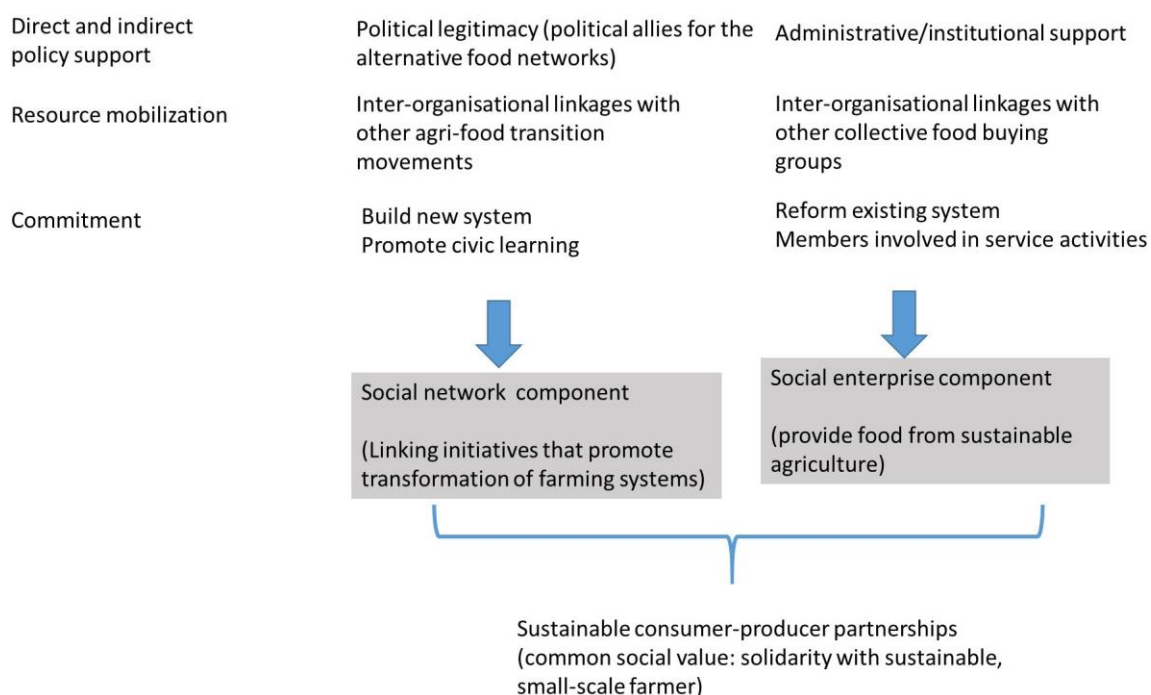 Direct and indirect
policy support
Political legitimacy (political allies for the
alternative food networks)
Administrative/institutional support
Resource mobilization
Inter-organisational linkages with
other agri-food transition
movements
Inter-organisational linkages with
other collective food buying
groups
Commitment
Build new system
Promote civic learning
Reform existing system
Members involved in service activities
Social network component
(Linking initiatives that promote
transformation of farming systems)
Social enterprise component
(provide food from sustainable
agriculture)
Sustainable consumer-producer partnerships
(common social value: solidarity with sustainable,
small-scale farmer)